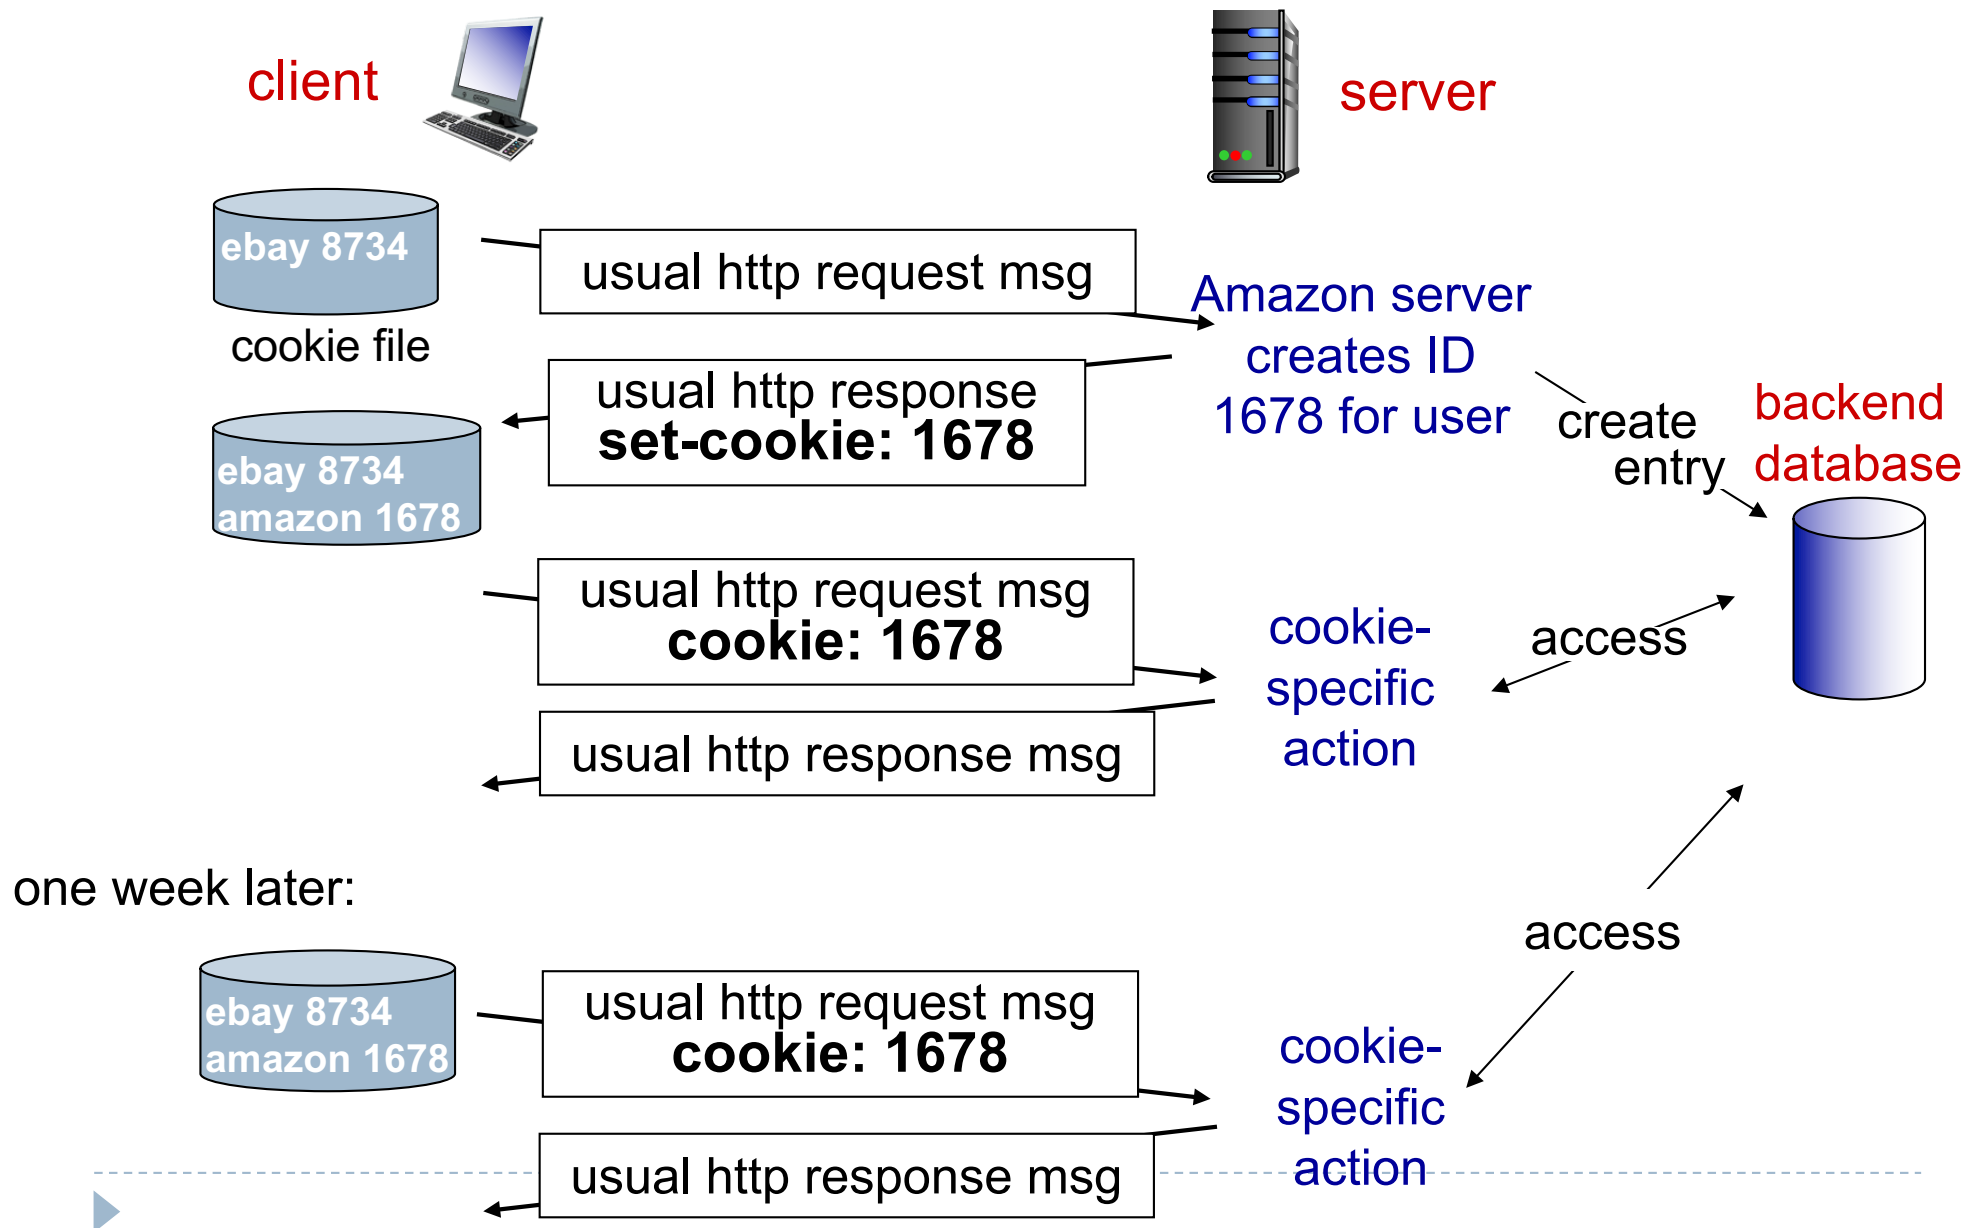 client
server
ebay 8734
cookie file
usual http request msg
Amazon server
creates ID
1678 for user
usual http response
set-cookie: 1678
create
entry
backend
database
ebay 8734
amazon 1678
usual http request msg
cookie: 1678
cookie-
specific
action
access
usual http response msg
one week later:
access
ebay 8734
amazon 1678
usual http request msg
cookie: 1678
cookie-
specific
action
usual http response msg